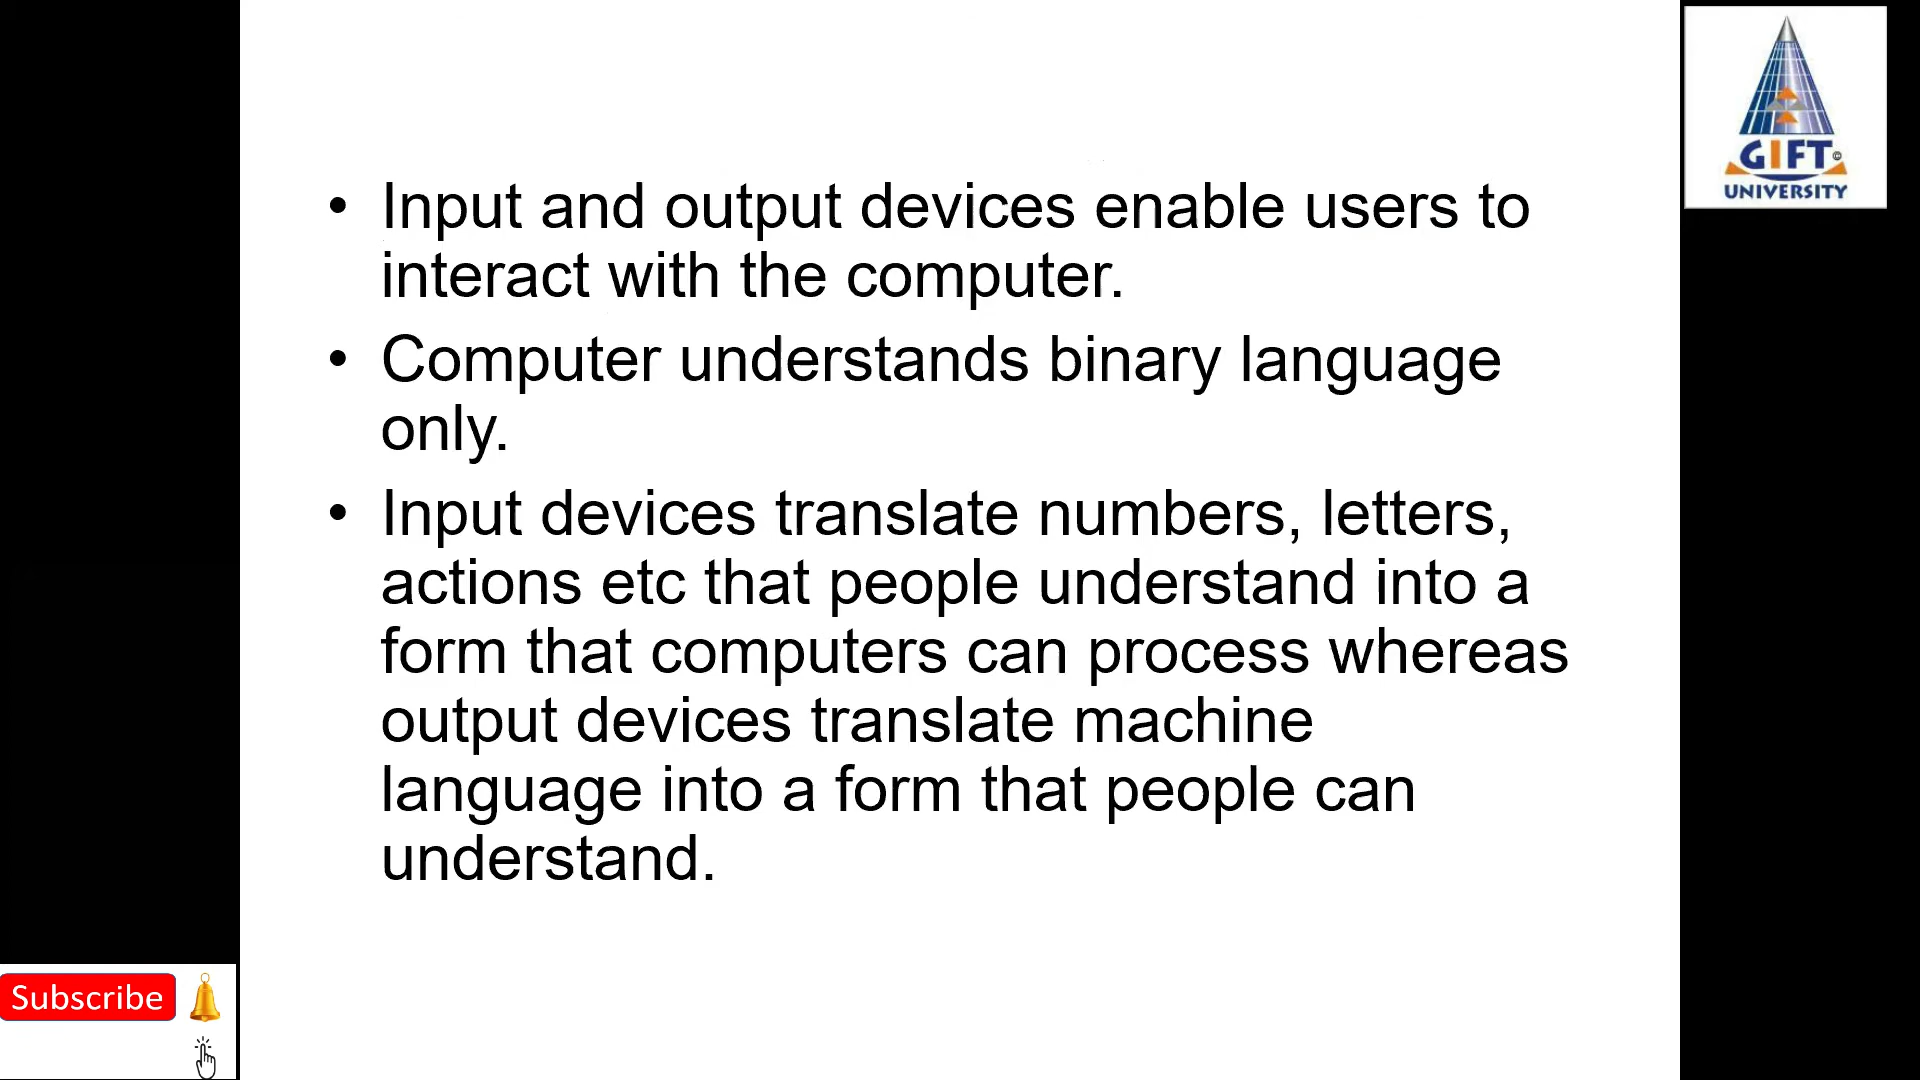 GIFT
UNIVERSITY
• Input and output devices enable users to
interact with the computer.
• Computer understands binary language
only.
• Input devices translate numbers, letters,
actions etc that people understand into a
form that computers can process whereas
output devices translate machine
language into a form that people can
understand.
Subscribe